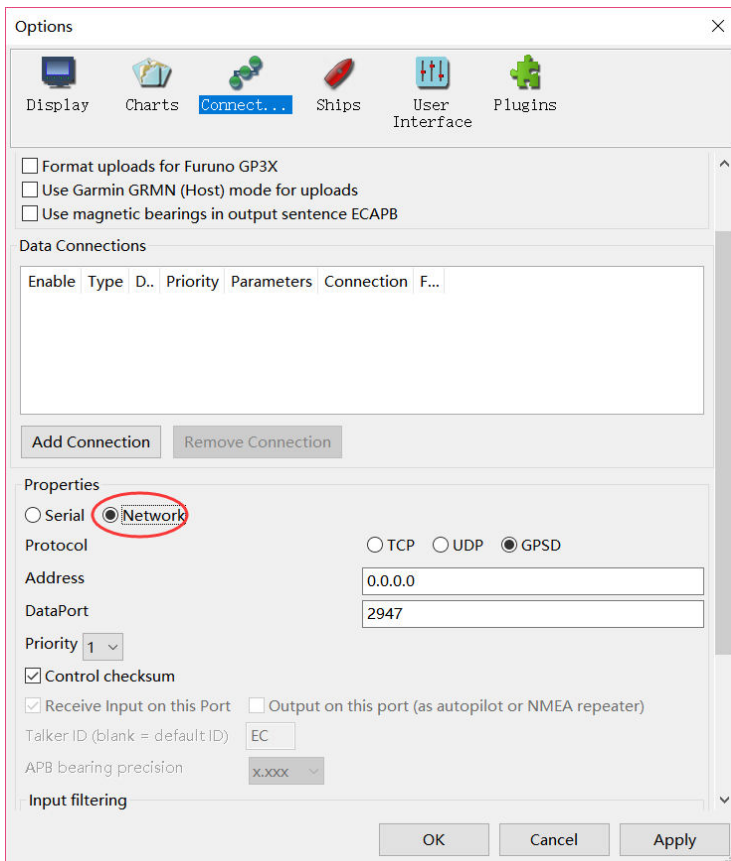 Options
Display Charts Connect... Ships User Interface Plugins
Format uploads for Furuno GP3X
Use Garmin GRMN (Host) mode for uploads
Use magnetic bearings in output sentence ECAPB
Data Connections
Enable Type D.. Priority Parameters Connection F...
Add Connection Remove Connection
Properties
Serial Network
Protocol TCP UDP GPSD
Address 0.0.0.0
DataPort 2947
Priority 1
Control checksum
Receive Input on this Port Output on this port (as autopilot or NMEA repeater)
Talker ID (blank = default ID) EC
APB bearing precision x.xxx
Input filtering
OK Cancel Apply